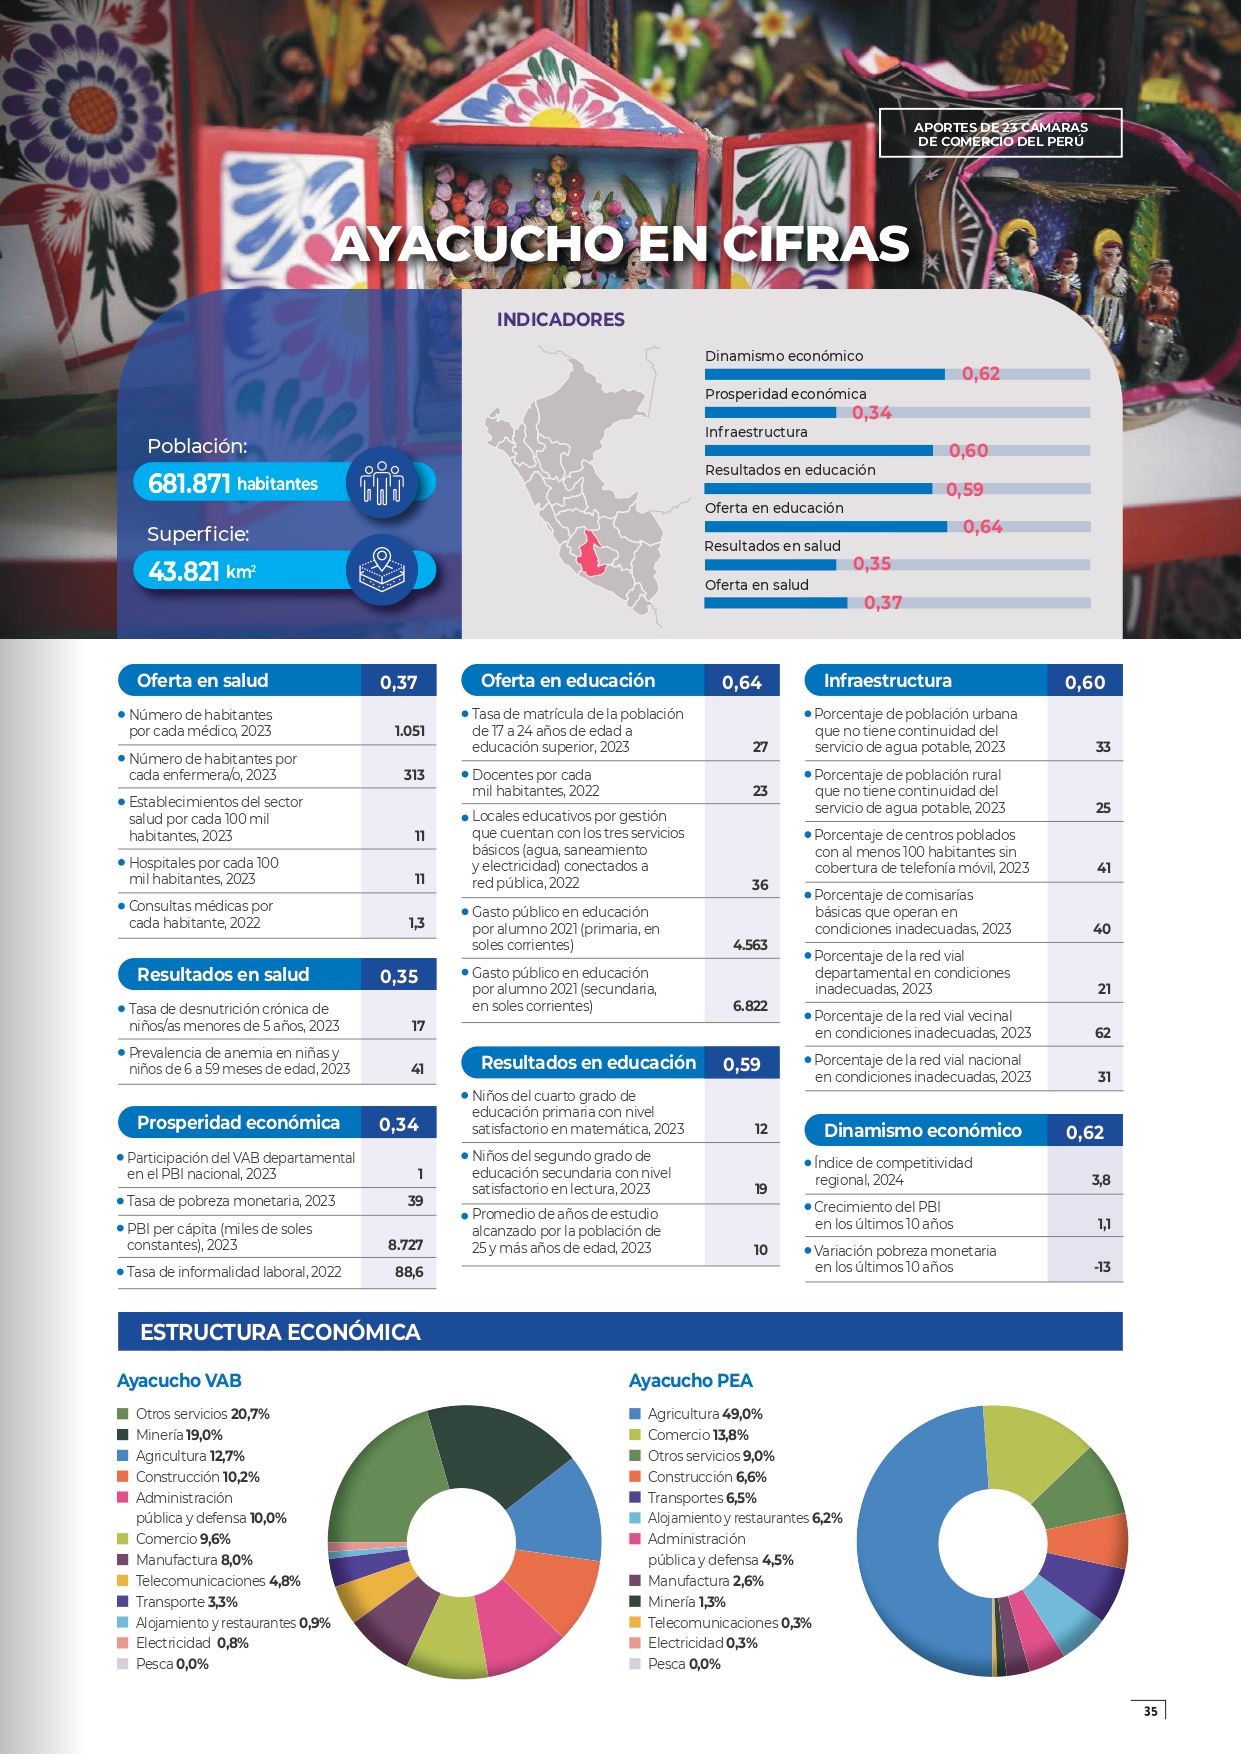 APORTES DE 23 CÁMARAS
DE COMERCIO DEL PERÚ
AYACUCHO EN CIFRAS
Población:
681.871 habitantes
Superficie:
43.821 km²
INDICADORES
Dinamismo económico
0,62
Prosperidad económica
0,34
Infraestructura
0,60
Resultados en educación
0,59
Oferta en educación
0,64
Resultados en salud
0,35
Oferta en salud
0,37
Oferta en salud 0,37
Número de habitantes
por cada médico, 2023 1.051
Número de habitantes por
cada enfermera/o, 2023 313
Establecimientos del sector
salud por cada 100 mil
habitantes, 2023 11
Hospitales por cada 100
mil habitantes, 2023 11
Consultas médicas por
cada habitante, 2022 1,3
Resultados en salud 0,35
Tasa de desnutrición crónica de
niños/as menores de 5 años, 2023 17
Prevalencia de anemia en niñas y
niños de 6 a 59 meses de edad, 2023 41
Prosperidad económica 0,34
Participación del VAB departamental
en el PBI nacional, 2023 1
Tasa de pobreza monetaria, 2023 39
PBI per cápita (miles de soles
constantes), 2023 8.727
Tasa de informalidad laboral, 2022 88,6
Oferta en educación 0,64
Tasa de matrícula de la población
de 17 a 24 años de edad a
educación superior, 2023 27
Docentes por cada
mil habitantes, 2022 23
Locales educativos por gestión
que cuentan con los tres servicios
básicos (agua, saneamiento
y electricidad) conectados a
red pública, 2022 36
Gasto público en educación
por alumno 2021 (primaria, en
soles corrientes) 4.563
Gasto público en educación
por alumno 2021 (secundaria,
en soles corrientes) 6.822
Resultados en educación 0,59
Niños del cuarto grado de
educación primaria con nivel
satisfactorio en matemática, 2023 12
Niños del segundo grado de
educación secundaria con nivel
satisfactorio en lectura, 2023 19
Promedio de años de estudio
alcanzado por la población de
25 y más años de edad, 2023 10
Infraestructura 0,60
Porcentaje de población urbana
que no tiene continuidad del
servicio de agua potable, 2023 33
Porcentaje de población rural
que no tiene continuidad del
servicio de agua potable, 2023 25
Porcentaje de centros poblados
con al menos 100 habitantes sin
cobertura de telefonía móvil, 2023 41
Porcentaje de comisarías
básicas que operan en
condiciones inadecuadas, 2023 40
Porcentaje de la red vial
departamental en condiciones
inadecuadas, 2023 21
Porcentaje de la red vial vecinal
en condiciones inadecuadas, 2023 62
Porcentaje de la red vial nacional
en condiciones inadecuadas, 2023 31
Dinamismo económico 0,62
Índice de competitividad
regional, 2024 3,8
Crecimiento del PBI
en los últimos 10 años 1,1
Variación pobreza monetaria
en los últimos 10 años -13
ESTRUCTURA ECONÓMICA
Ayacucho VAB
Otros servicios 20,7%
Minería 19,0%
Agricultura 12,7%
Construcción 10,2%
Administración
pública y defensa 10,0%
Comercio 9,6%
Manufactura 8,0%
Telecomunicaciones 4,8%
Transporte 3,3%
Alojamiento y restaurantes 0,9%
Electricidad 0,8%
Pesca 0,0%
Ayacucho PEA
Agricultura 49,0%
Comercio 13,8%
Otros servicios 9,0%
Construcción 6,6%
Transportes 6,5%
Alojamiento y restaurantes 6,2%
Administración
pública y defensa 4,5%
Manufactura 2,6%
Minería 1,3%
Telecomunicaciones 0,3%
Electricidad 0,3%
Pesca 0,0%
35